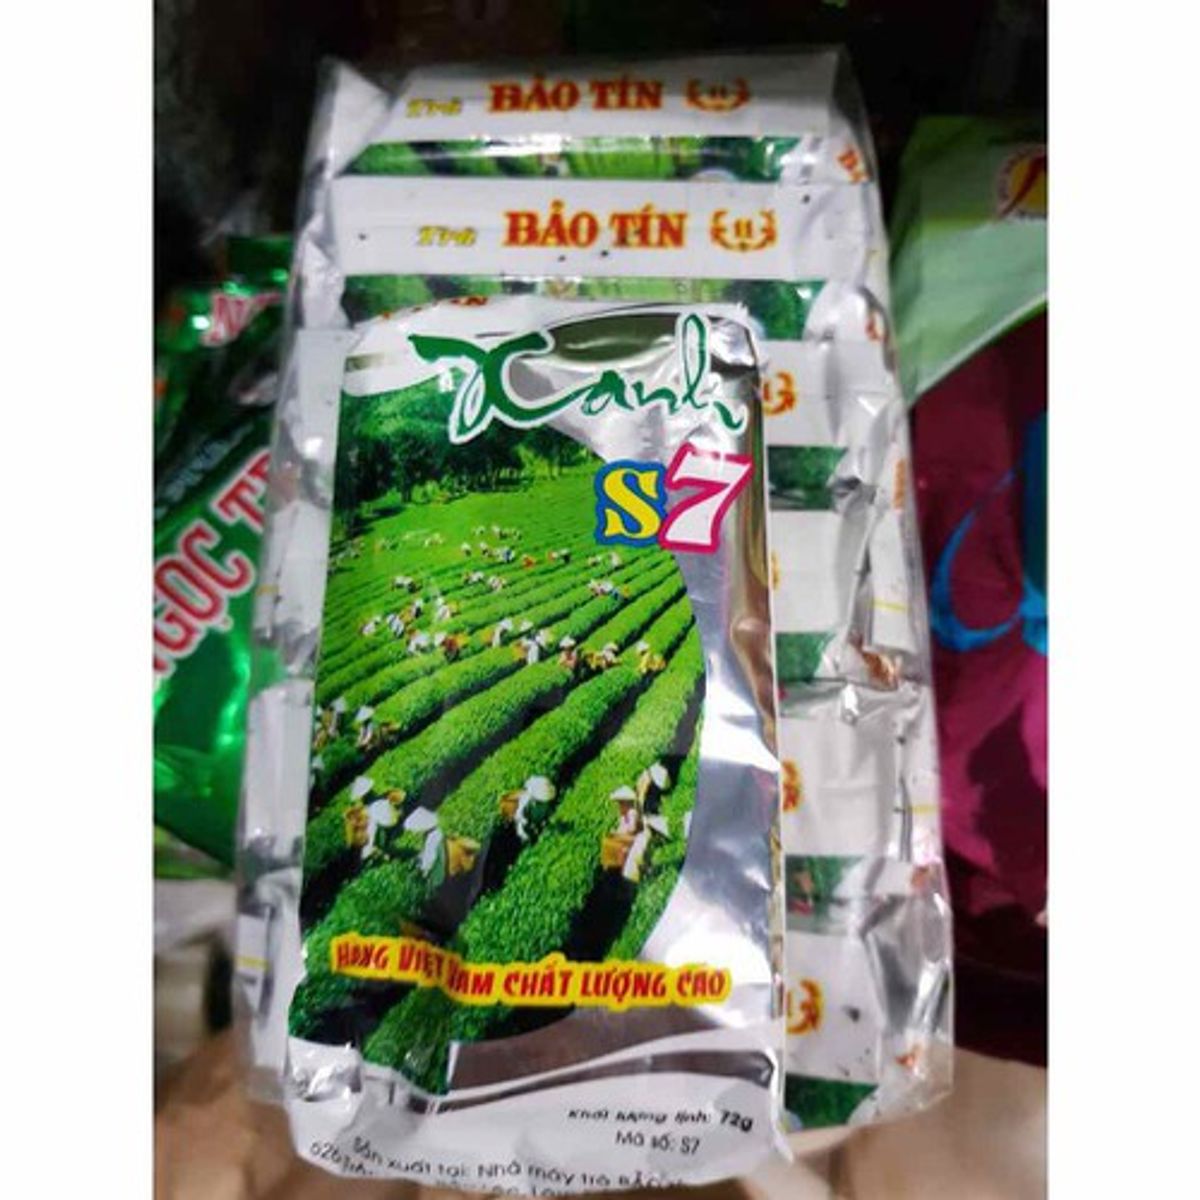 Trà BẢO TÍN
Trà BẢO TÍN
Xanh
S7
NGỌC
HÀNG VIỆT NAM CHẤT LƯỢNG CAO
Khối lượng tịnh: 72g
Mã số: S7
Sản xuất tại: Nhà máy trà